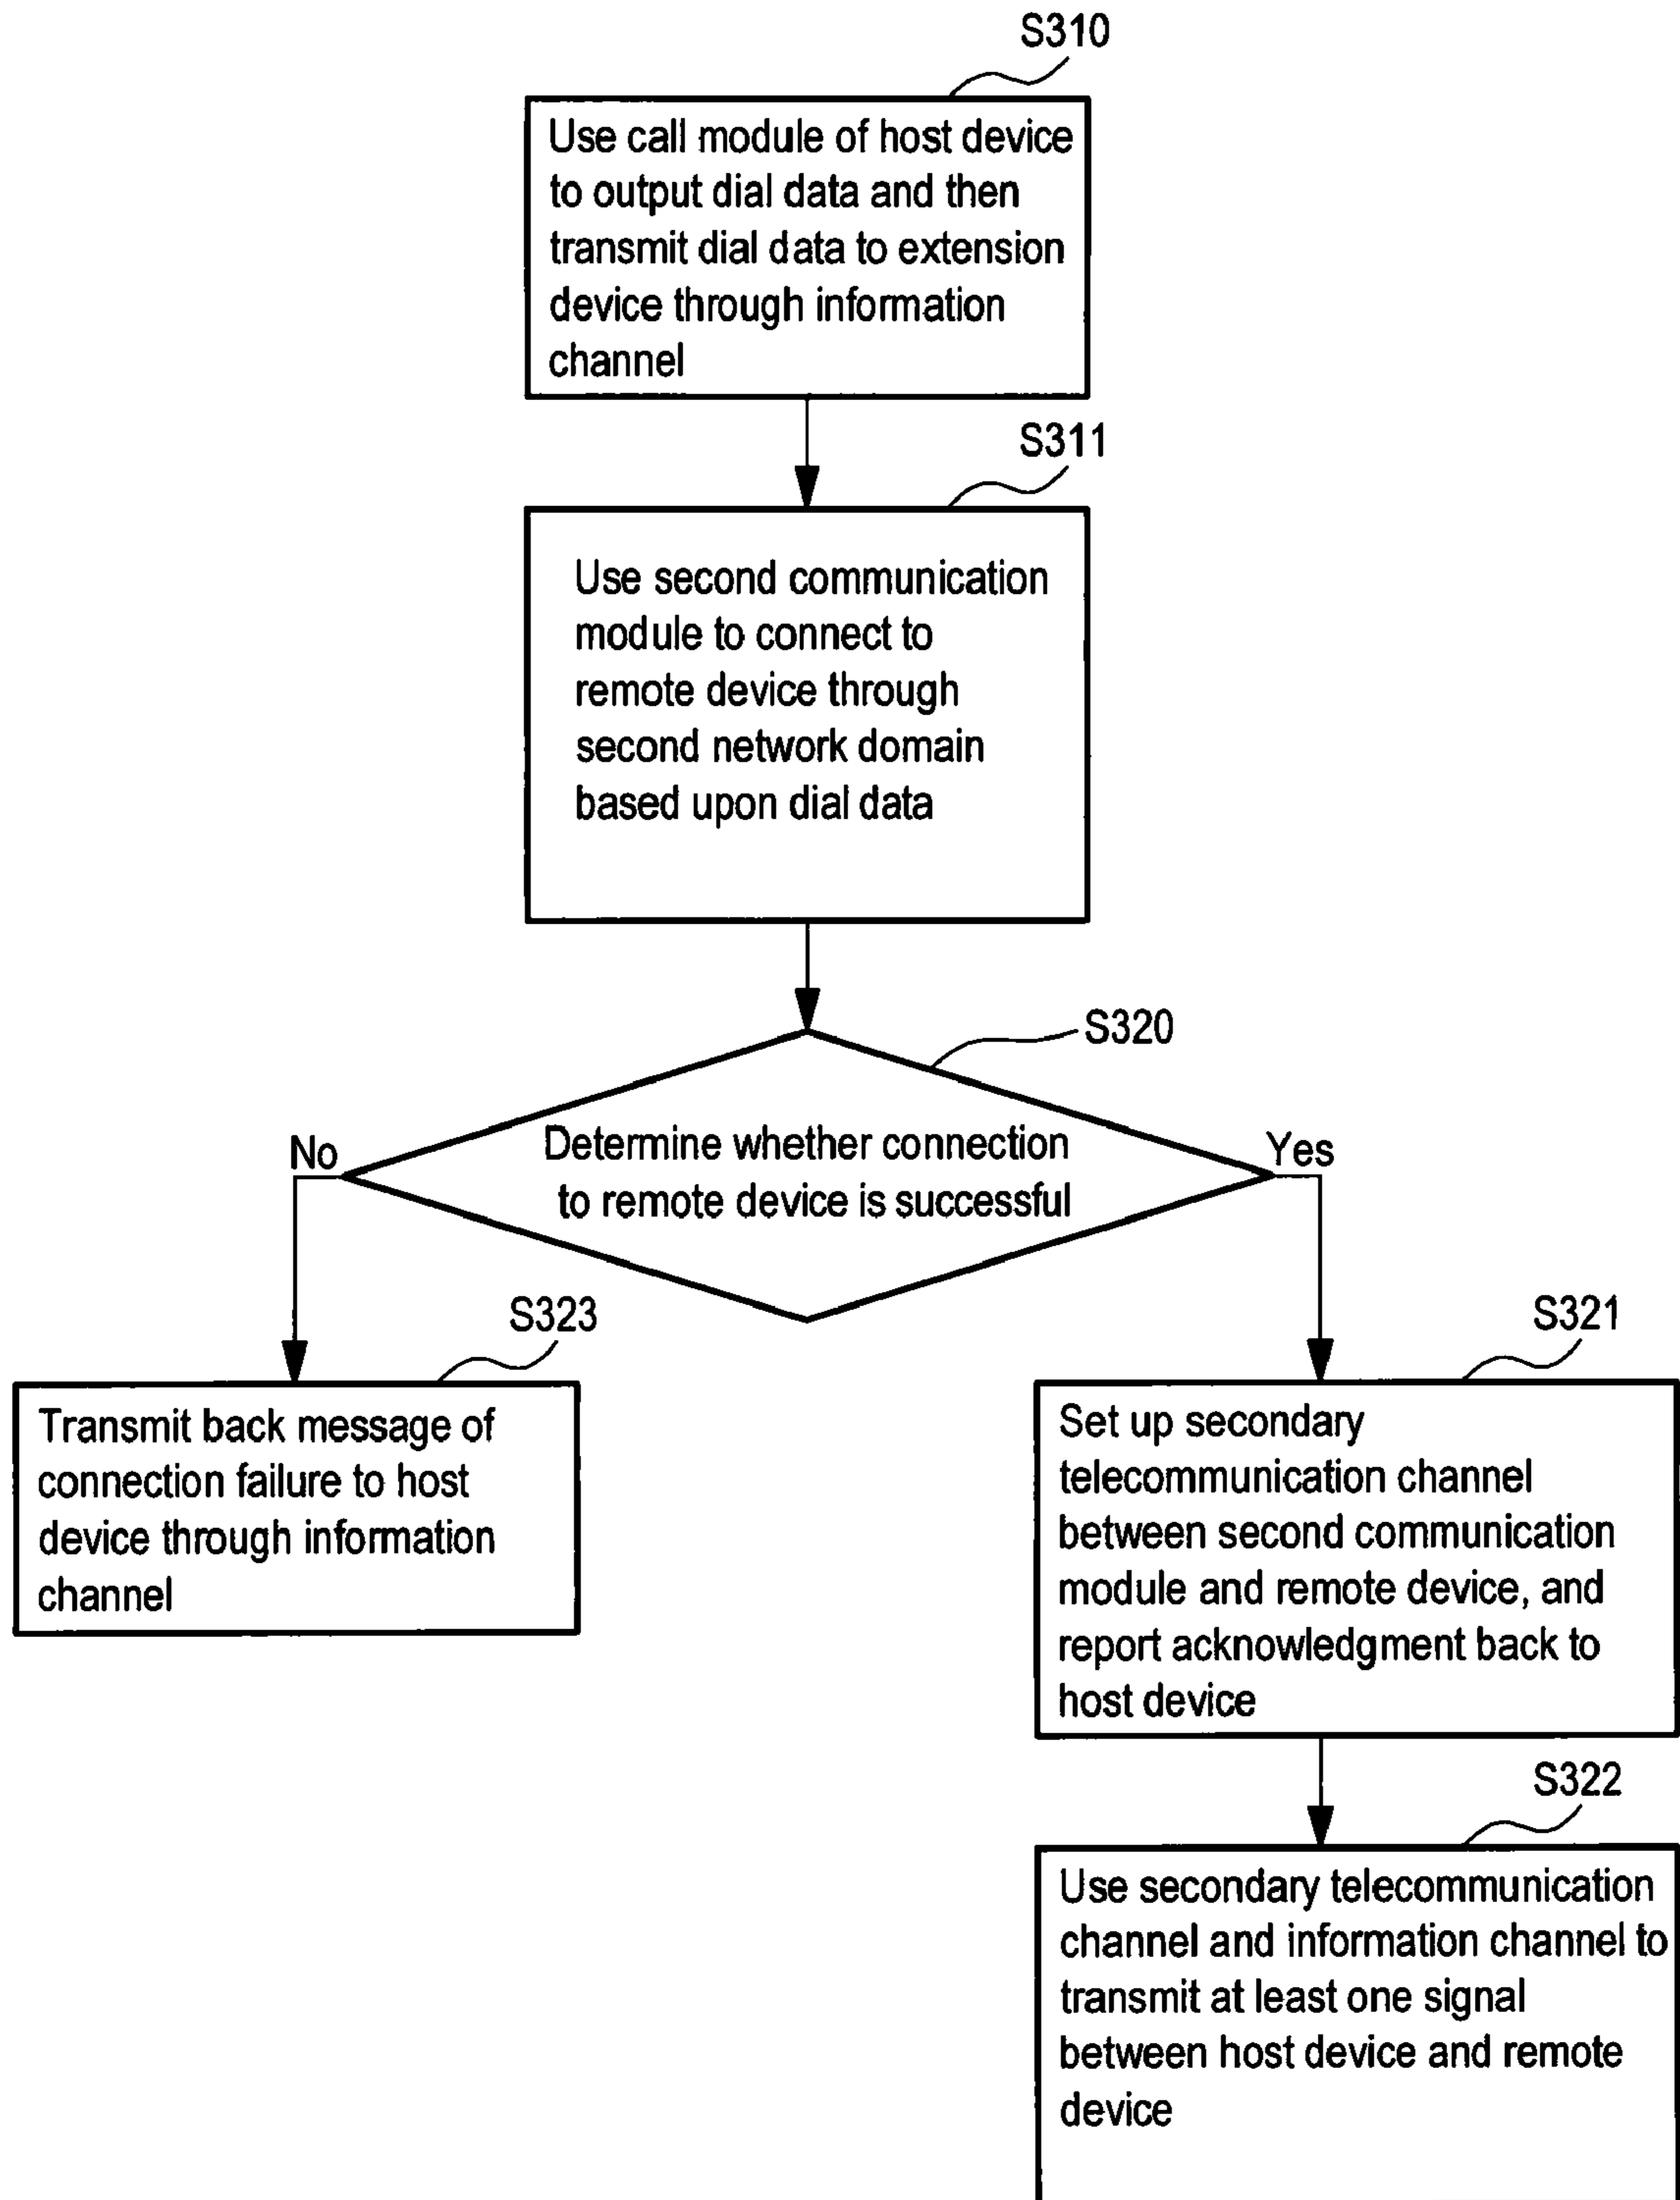 S310
Use call module of host device
to output dial data and then
transmit dial data to extension
device through information
channel
S311
Use second communication
module to connect to
remote device through
second network domain
based upon dial data
S320
Determine whether connection
to remote device is successful
No
Yes
S323
Transmit back message of
connection failure to host
device through information
channel
S321
Set up secondary
telecommunication channel
between second communication
module and remote device, and
report acknowledgment back to
host device
S322
Use secondary telecommunication
channel and information channel to
transmit at least one signal
between host device and remote
device